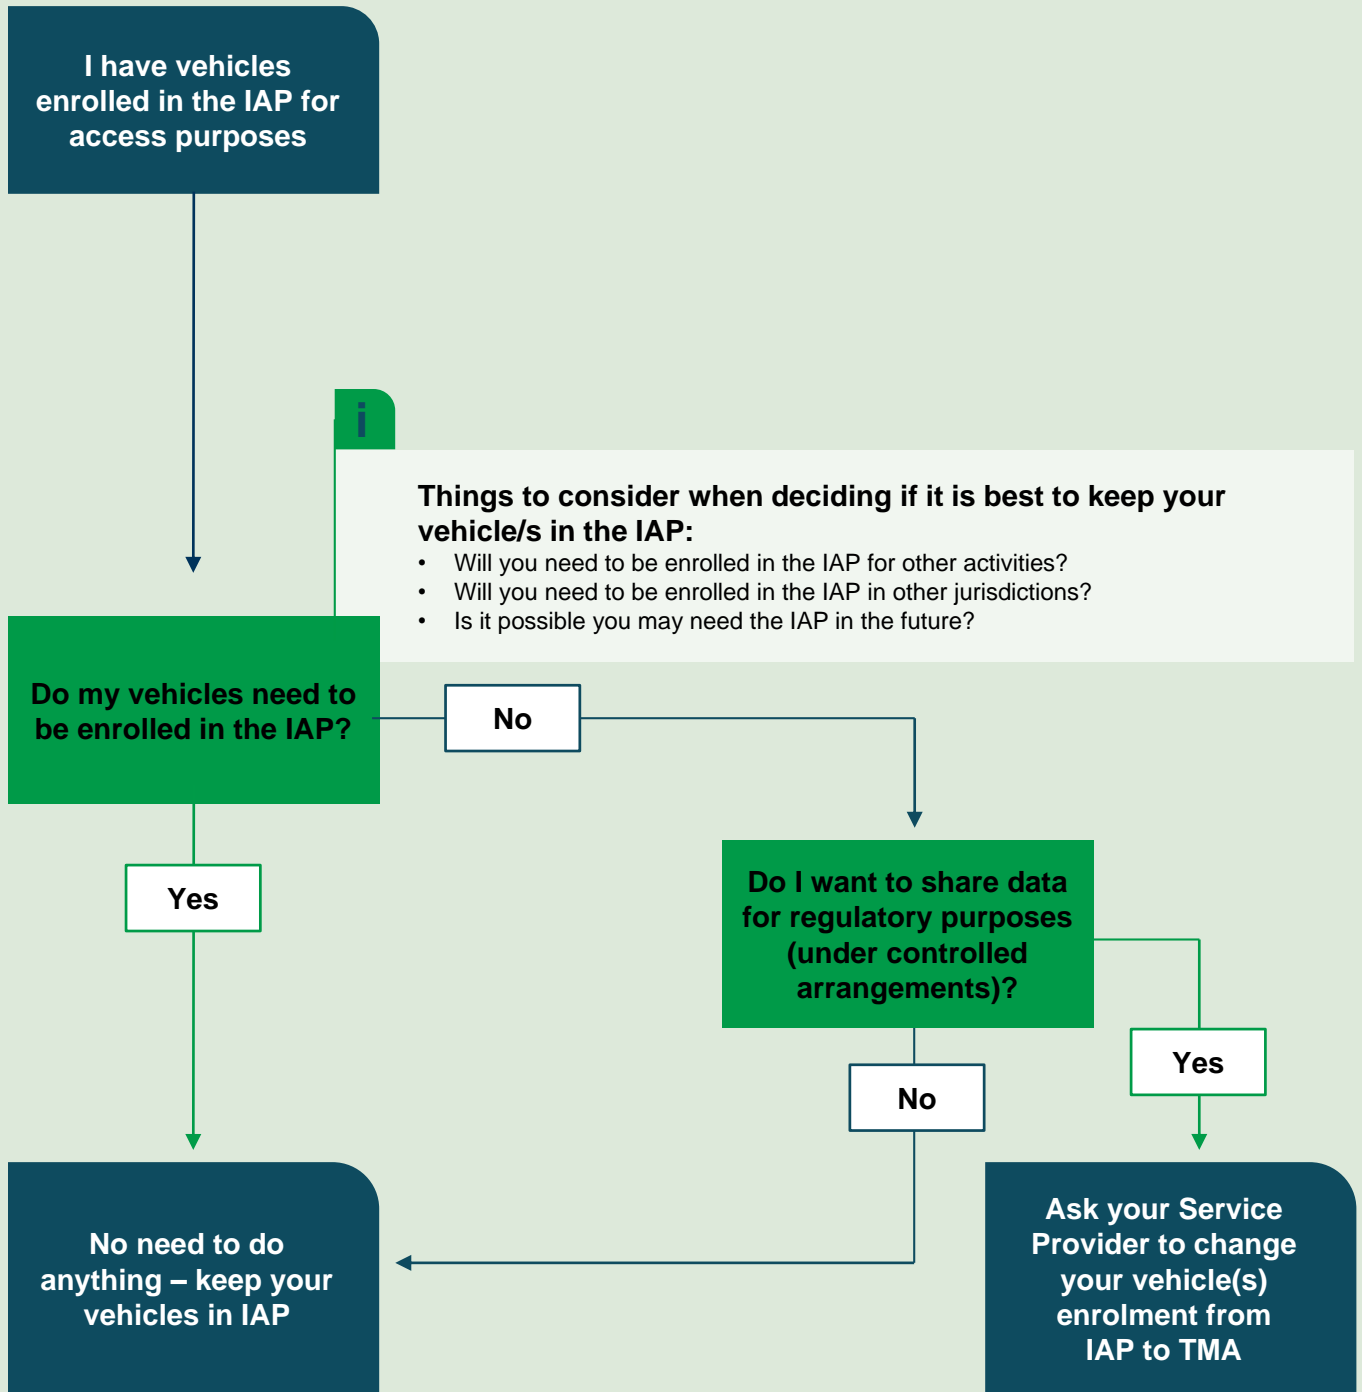 I have vehicles
enrolled in the IAP for
access purposes
i
Things to consider when deciding if it is best to keep your
vehicle/s in the IAP:
• Will you need to be enrolled in the IAP for other activities?
• Will you need to be enrolled in the IAP in other jurisdictions?
• Is it possible you may need the IAP in the future?
Do my vehicles need to
be enrolled in the IAP?
No
Yes
Do I want to share data
for regulatory purposes
(under controlled
arrangements)?
No
Yes
No need to do
anything – keep your
vehicles in IAP
Ask your Service
Provider to change
your vehicle(s)
enrolment from
IAP to TMA